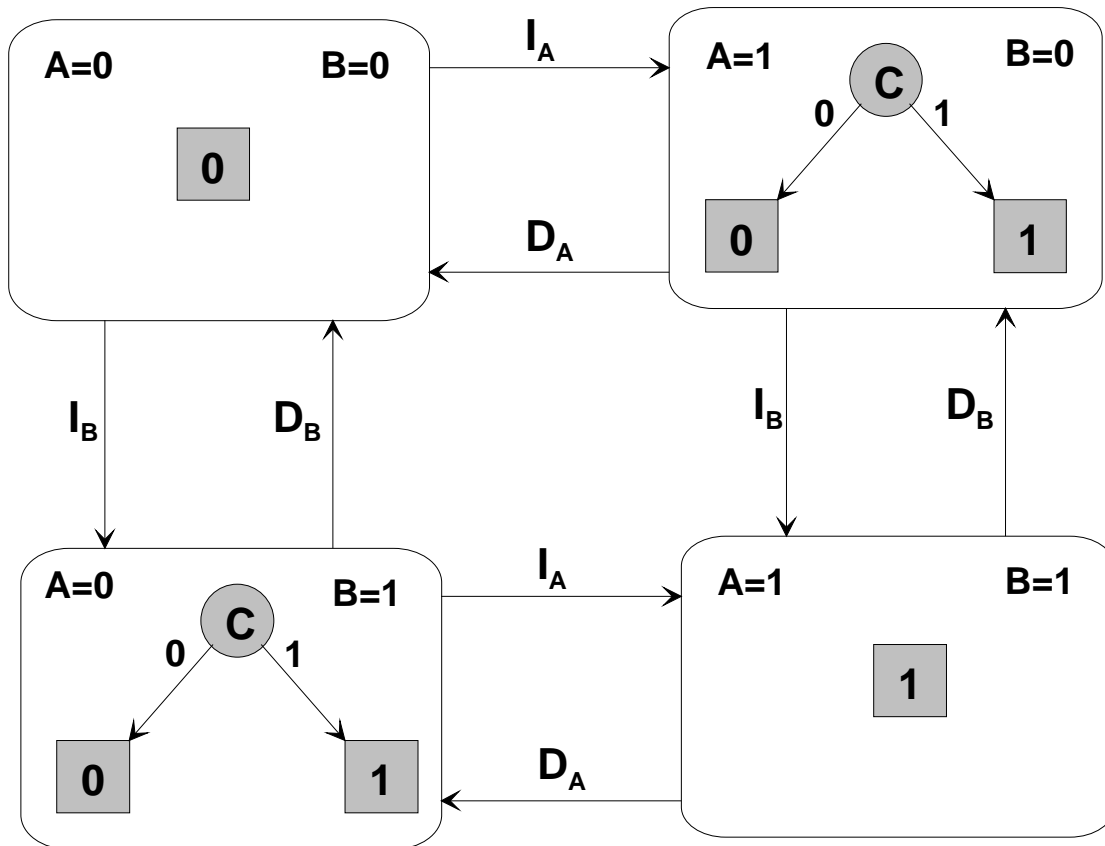 A=0 B=0
0
I_A
D_A
A=1 B=0
C
0 1
0 1
I_B
D_B
I_B
D_B
A=0 B=1
C
0 1
0 1
I_A
D_A
A=1 B=1
1